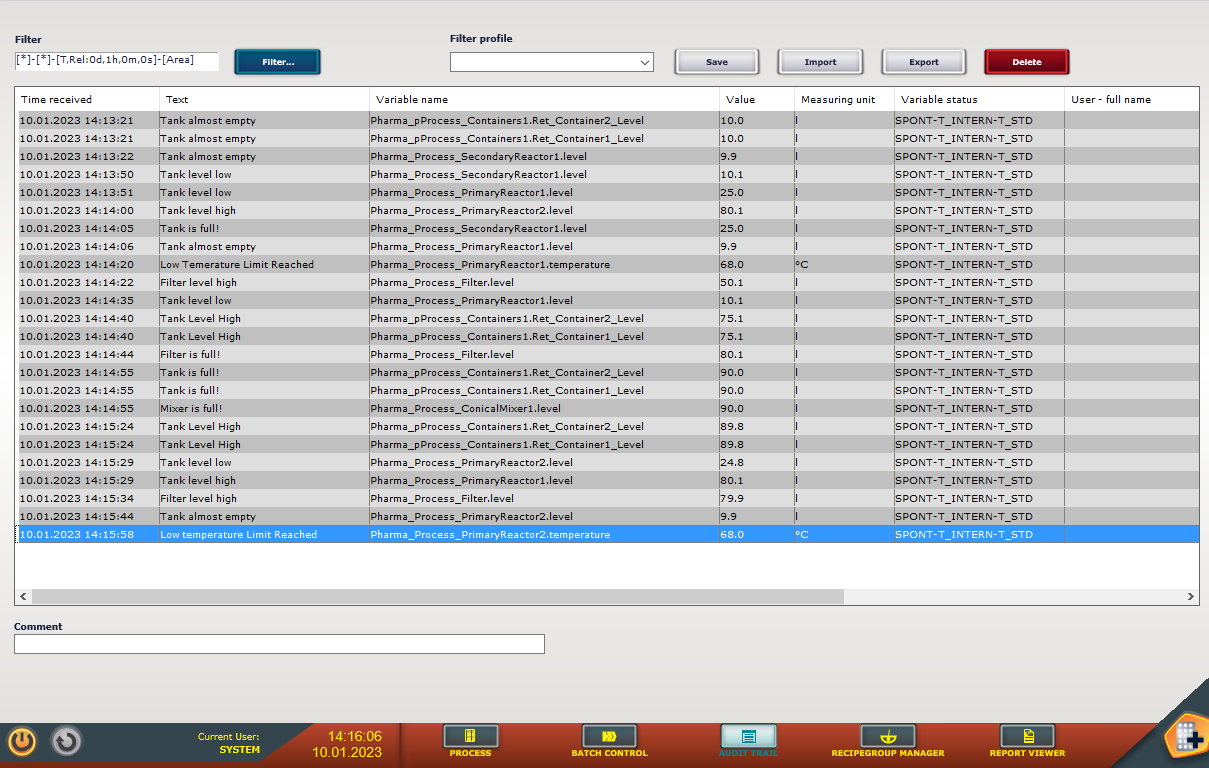 Filter
Filter profile
[*]-[*]-[T,Rel:0d,1h,0m,0s]-[Area]
Filter...
Save
Import
Export
Delete
Time received Text Variable name Value Measuring unit Variable status User - full name
10.01.2023 14:13:21 Tank almost empty Pharma_pProcess_Containers1.Ret_Container2_Level 10.0 l SPONT-T_INTERN-T_STD
10.01.2023 14:13:21 Tank almost empty Pharma_pProcess_Containers1.Ret_Container1_Level 10.0 l SPONT-T_INTERN-T_STD
10.01.2023 14:13:22 Tank almost empty Pharma_Process_SecondaryReactor1.level 9.9 l SPONT-T_INTERN-T_STD
10.01.2023 14:13:50 Tank level low Pharma_Process_SecondaryReactor1.level 10.1 l SPONT-T_INTERN-T_STD
10.01.2023 14:13:51 Tank level low Pharma_Process_PrimaryReactor1.level 25.0 l SPONT-T_INTERN-T_STD
10.01.2023 14:14:00 Tank level high Pharma_Process_PrimaryReactor2.level 80.1 l SPONT-T_INTERN-T_STD
10.01.2023 14:14:05 Tank is full! Pharma_Process_SecondaryReactor1.level 25.0 l SPONT-T_INTERN-T_STD
10.01.2023 14:14:06 Tank almost empty Pharma_Process_PrimaryReactor1.level 9.9 l SPONT-T_INTERN-T_STD
10.01.2023 14:14:20 Low Temerature Limit Reached Pharma_Process_PrimaryReactor1.temperature 68.0 °C SPONT-T_INTERN-T_STD
10.01.2023 14:14:22 Filter level high Pharma_Process_Filter.level 50.1 l SPONT-T_INTERN-T_STD
10.01.2023 14:14:35 Tank level low Pharma_Process_PrimaryReactor1.level 10.1 l SPONT-T_INTERN-T_STD
10.01.2023 14:14:40 Tank Level High Pharma_pProcess_Containers1.Ret_Container2_Level 75.1 l SPONT-T_INTERN-T_STD
10.01.2023 14:14:40 Tank Level High Pharma_pProcess_Containers1.Ret_Container1_Level 75.1 l SPONT-T_INTERN-T_STD
10.01.2023 14:14:44 Filter is full! Pharma_Process_Filter.level 80.1 l SPONT-T_INTERN-T_STD
10.01.2023 14:14:55 Tank is full! Pharma_pProcess_Containers1.Ret_Container2_Level 90.0 l SPONT-T_INTERN-T_STD
10.01.2023 14:14:55 Tank is full! Pharma_pProcess_Containers1.Ret_Container1_Level 90.0 l SPONT-T_INTERN-T_STD
10.01.2023 14:14:55 Mixer is full! Pharma_Process_ConicalMixer1.level 90.0 l SPONT-T_INTERN-T_STD
10.01.2023 14:15:24 Tank Level High Pharma_pProcess_Containers1.Ret_Container2_Level 89.8 l SPONT-T_INTERN-T_STD
10.01.2023 14:15:24 Tank Level High Pharma_pProcess_Containers1.Ret_Container1_Level 89.8 l SPONT-T_INTERN-T_STD
10.01.2023 14:15:29 Tank level low Pharma_Process_PrimaryReactor2.level 24.8 l SPONT-T_INTERN-T_STD
10.01.2023 14:15:29 Tank level high Pharma_Process_PrimaryReactor1.level 80.1 l SPONT-T_INTERN-T_STD
10.01.2023 14:15:34 Filter level high Pharma_Process_Filter.level 79.9 l SPONT-T_INTERN-T_STD
10.01.2023 14:15:44 Tank almost empty Pharma_Process_PrimaryReactor2.level 9.9 l SPONT-T_INTERN-T_STD
10.01.2023 14:15:58 Low temperature Limit Reached Pharma_Process_PrimaryReactor2.temperature 68.0 °C SPONT-T_INTERN-T_STD
Comment
Current User:
SYSTEM
14:16:06
10.01.2023
PROCESS
BATCH CONTROL
AUDIT TRAIL
RECIPEGROUP MANAGER
REPORT VIEWER